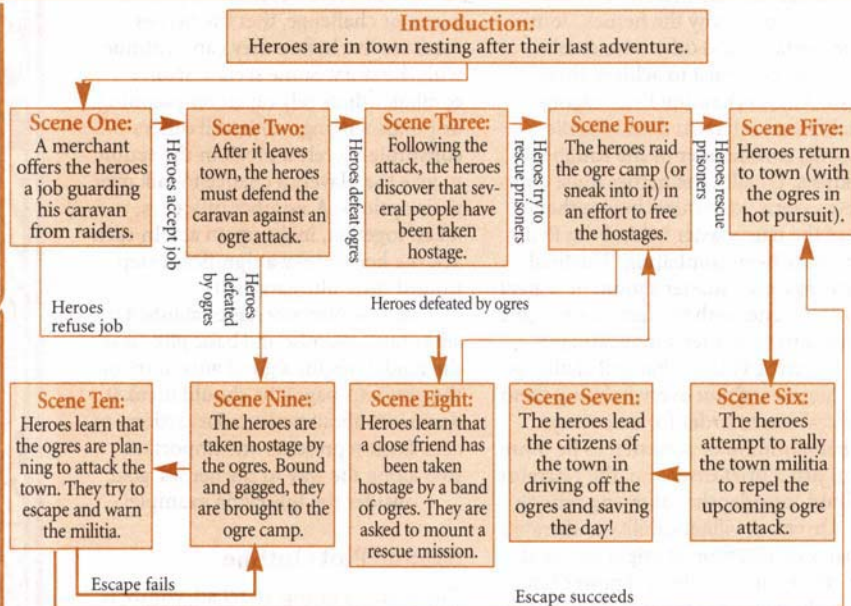 Introduction:
Heroes are in town resting after their last adventure.
Scene One:
A merchant
offers the heroes
a job guarding
his caravan
from raiders.
Heroes accept job
Scene Two:
After it leaves
town, the heroes
must defend the
caravan against an
ogre attack.
Heroes defeat ogres
Scene Three:
Following the
attack, the heroes
discover that sev-
eral people have
been taken
hostage.
Heroes try to
rescue prisoners
Scene Four:
The heroes raid
the ogre camp (or
sneak into it) in
an effort to free
the hostages.
Heroes rescue
prisoners
Scene Five:
Heroes return
to town (with
the ogres in
hot pursuit).
Heroes
refuse job
Heroes
defeated
by ogres
Heroes defeated by ogres
Scene Ten:
Heroes learn that
the ogres are plan-
ning to attack the
town. They try to
escape and warn
the militia.
Scene Nine:
The heroes are
taken hostage by
the ogres. Bound
and gagged, they
are brought to the
ogre camp.
Scene Eight:
Heroes learn that
a close friend has
been taken
hostage by a band
of ogres. They are
asked to mount a
rescue mission.
Scene Seven:
The heroes lead
the citizens of
the town in
driving off the
ogres and saving
the day!
Scene Six:
The heroes
attempt to rally
the town militia
to repel the
upcoming ogre
attack.
Escape fails
Escape succeeds